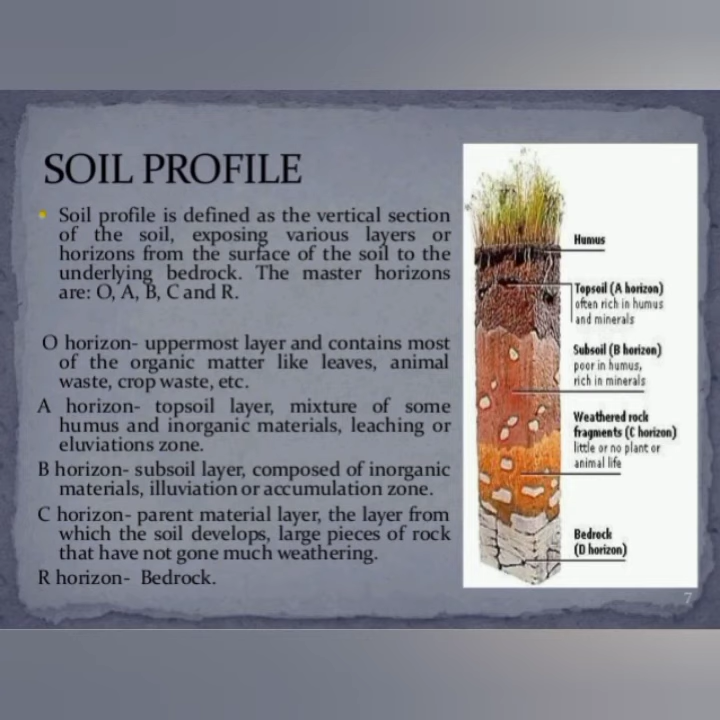 SOIL PROFILE
• Soil profile is defined as the vertical section
of the soil, exposing various layers or
horizons from the surface of the soil to the
underlying bedrock. The master horizons
are: O, A, B, C and R.
O horizon- uppermost layer and contains most
of the organic matter like leaves, animal
waste, crop waste, etc.
A horizon- topsoil layer, mixture of some
humus and inorganic materials, leaching or
eluviations zone.
B horizon- subsoil layer, composed of inorganic
materials, illuviation or accumulation zone.
C horizon- parent material layer, the layer from
which the soil develops, large pieces of rock
that have not gone much weathering.
R horizon- Bedrock.
Humus
Topsoil (A horizon)
often rich in humus
and minerals
Subsoil (B horizon)
poor in humus,
rich in minerals
Weathered rock
fragments (C horizon)
little or no plant or
animal life
Bedrock
(D horizon)
7